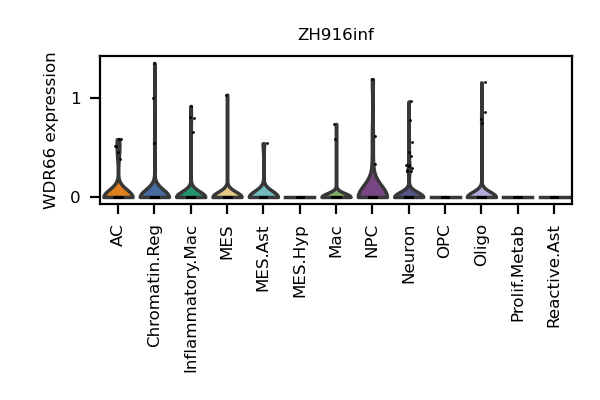 ZH916inf
WDR66 expression
1
0
AC
Chromatin.Reg
Inflammatory.Mac
MES
MES.Ast
MES.Hyp
Mac
NPC
Neuron
OPC
Oligo
Prolif.Metab
Reactive.Ast